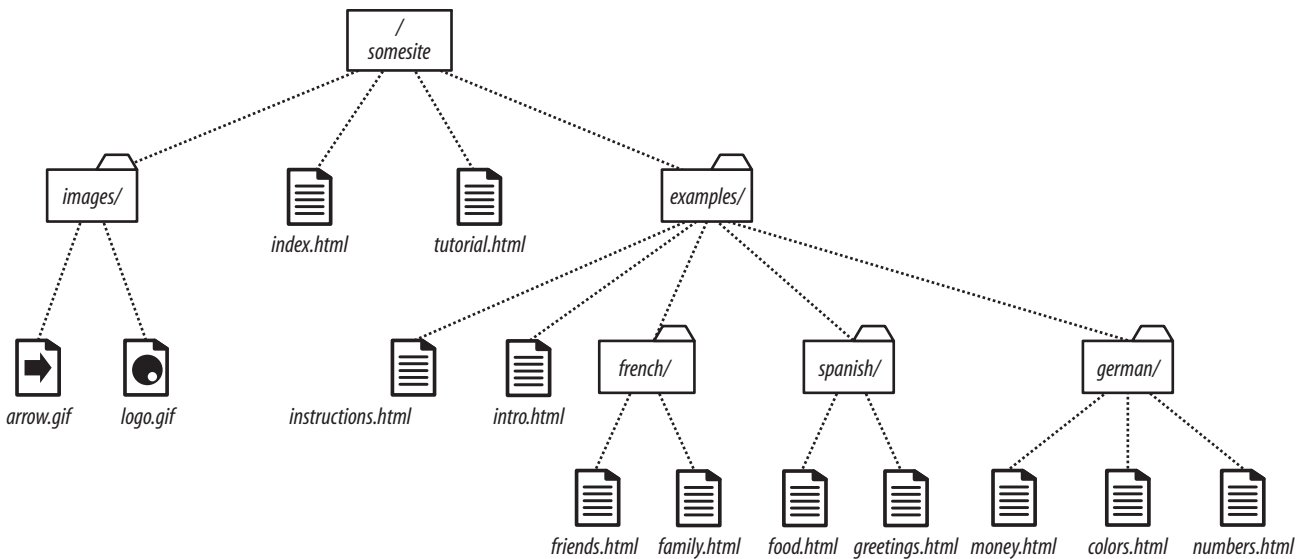 /
somesite
images/
examples/
index.html
tutorial.html
french/
spanish/
german/
arrow.gif
logo.gif
instructions.html
intro.html
friends.html
family.html
food.html
greetings.html
money.html
colors.html
numbers.html